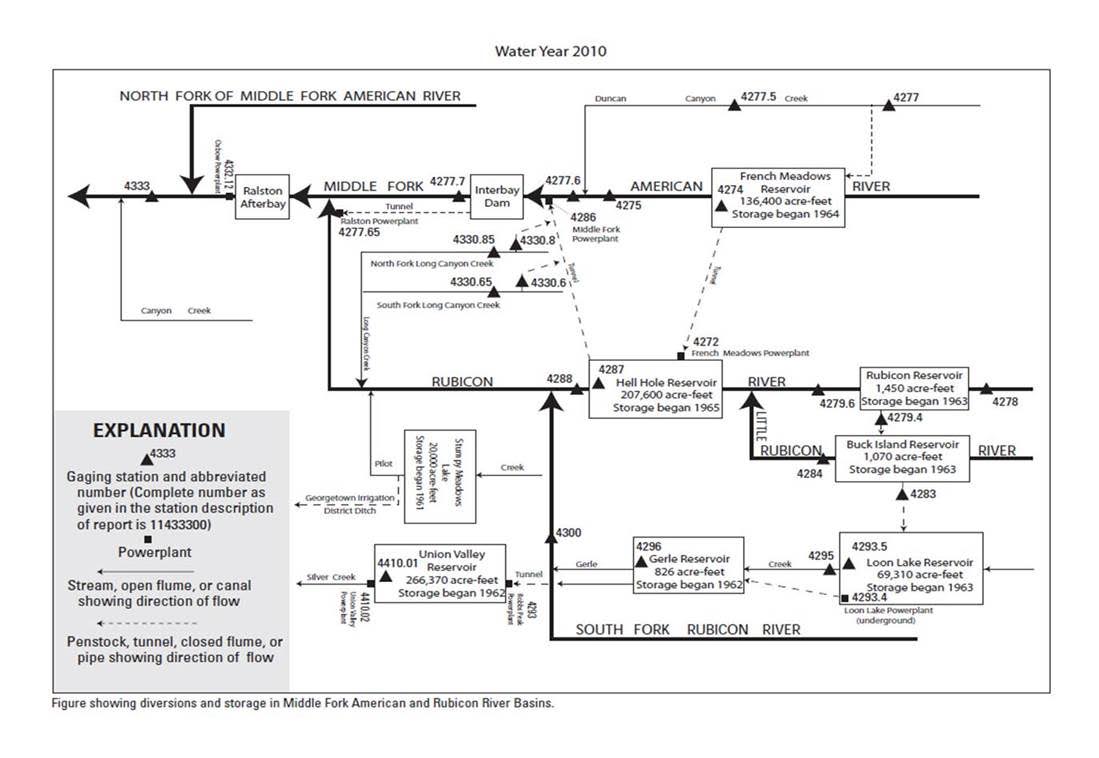 Water Year 2010
NORTH FORK OF MIDDLE FORK AMERICAN RIVER
Duncan Canyon Creek
4277.5
4277
4333
Oxbow Powerplant
4332.12
Ralston
Afterbay
MIDDLE FORK
4277.7
Interbay
Dam
4277.6
4275
AMERICAN
French Meadows
4274 Reservoir
136,400 acre-feet
Storage began 1964
RIVER
Tunnel
Ralston Powerplant
4277.65
4286
Middle Fork
Powerplant
4330.85
4330.8
North Fork Long Canyon Creek
Tunnel
Tunnel
4330.65
4330.6
South Fork Long Canyon Creek
Canyon Creek
Long Canyon Creek
4272
French Meadows Powerplant
RUBICON
4288
4287
Hell Hole Reservoir
207,600 acre-feet
Storage began 1965
RIVER
4279.6
Rubicon Reservoir
1,450 acre-feet
Storage began 1963
4278
4279.4
LITTLE
RUBICON
4284
Buck Island Reservoir
1,070 acre-feet
Storage began 1963
RIVER
4283
Pilot
Stumpy Meadows
Lake
20,000 acre-feet
Storage began 1961
Creek
Georgetown Irrigation
District Ditch
4300
4410.01
Union Valley
Reservoir
266,370 acre-feet
Storage began 1962
Silver Creek
Union Valley
Powerplant
4410.02
Tunnel
Robbs Peak
Powerplant
4293
Gerle
4296
Gerle Reservoir
826 acre-feet
Storage began 1962
Creek
4295
4293.5
Loon Lake Reservoir
69,310 acre-feet
Storage began 1963
4293.4
Loon Lake Powerplant
(underground)
SOUTH FORK RUBICON RIVER
EXPLANATION
4333
Gaging station and abbreviated
number (Complete number as
given in the station description
of report is 11433300)
Powerplant
Stream, open flume, or canal
showing direction of flow
Penstock, tunnel, closed flume, or
pipe showing direction of flow
Figure showing diversions and storage in Middle Fork American and Rubicon River Basins.